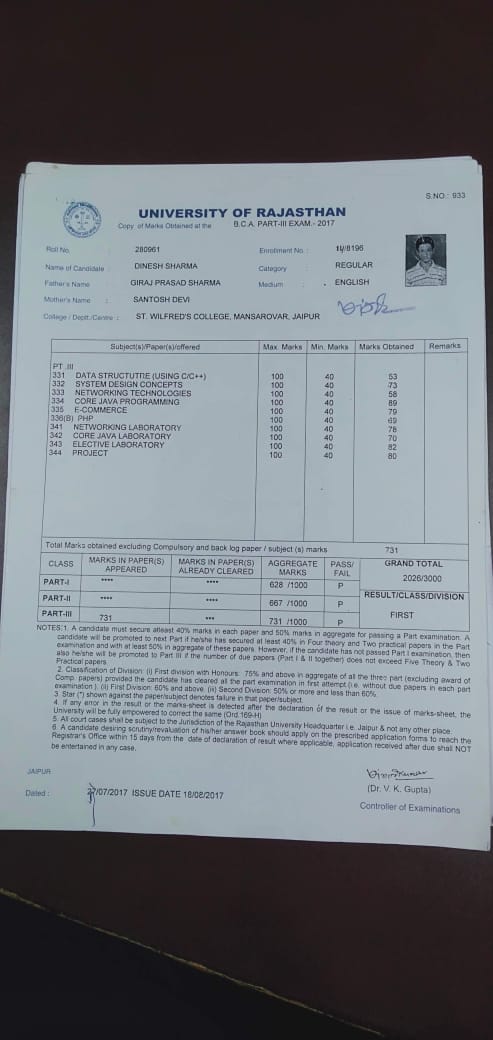 S.NO.: 933
UNIVERSITY OF RAJASTHAN
Copy of Marks Obtained at the B.C.A. PART-III EXAM.- 2017
Roll No. : 280961 Enrollment No. : /8196
Name of Candidate : DINESH SHARMA Category : REGULAR
Father's Name : GIRAJ PRASAD SHARMA Medium : ENGLISH
Mother's Name : SANTOSH DEVI
College / Deptt./Centre : ST. WILFRED'S COLLEGE, MANSAROVAR, JAIPUR
Subject(s)/Paper(s)/offered Max. Marks Min. Marks Marks Obtained Remarks
PT .III
331 DATA STRUCTUTIE (USING C/C++) 100 40 53
332 SYSTEM DESIGN CONCEPTS 100 40 73
333 NETWORKING TECHNOLOGIES 100 40 58
334 CORE JAVA PROGRAMMING 100 40 89
335 E-COMMERCE 100 40 79
336(B) PHP 100 40 69
341 NETWORKING LABORATORY 100 40 78
342 CORE JAVA LABORATORY 100 40 70
343 ELECTIVE LABORATORY 100 40 82
344 PROJECT 100 40 80
Total Marks obtained excluding Compulsory and back log paper / subject (s) marks 731
CLASS MARKS IN PAPER(S) APPEARED MARKS IN PAPER(S) ALREADY CLEARED AGGREGATE MARKS PASS/ FAIL GRAND TOTAL
PART-I **** **** 628 /1000 P 2026/3000
PART-II **** **** 667 /1000 P RESULT/CLASS/DIVISION
PART-III 731 *** 731 /1000 P FIRST
NOTES:1. A candidate must secure atleast 40% marks in each paper and 50% marks in aggregate for passing a Part examination. A
candidate will be promoted to next Part if he/she has secured at least 40% in Four theory and Two practical papers in the Part
examination and with at least 50% in aggregate of these papers. However, if the candidate has not passed Part I examination, then
also he/she will be promoted to Part III if the number of due papers (Part I & II together) does not exceed Five Theory & Two
Practical papers.
2. Classification of Division: (i) First division with Honours: 75% and above in aggregate of all the three part (excluding award of
Comp. papers) provided the candidate has cleared all the part examination in first attempt.(i.e. without due papers in each part
examination ). (ii) First Division: 60% and above. (iii) Second Division: 50% or more and less than 60%.
3. Star (*) shown against the paper/subject denotes failure in that paper/subject.
4. If any error in the result or the marks-sheet is detected after the declaration of the result or the issue of marks-sheet, the
University will be fully empowered to correct the same (Ord.169-H)
5. All court cases shall be subject to the Jurisdiction of the Rajasthan University Headquarter i.e. Jaipur & not any other place.
6. A candidate desiring scrutiny/revaluation of his/her answer book should apply on the prescribed application forms to reach the
Registrar's Office within 15 days from the date of declaration of result where applicable, application received after due shall NOT
be entertained in any case.
JAIPUR
Dated : /07/2017 ISSUE DATE 18/08/2017
(Dr. V. K. Gupta)
Controller of Examinations